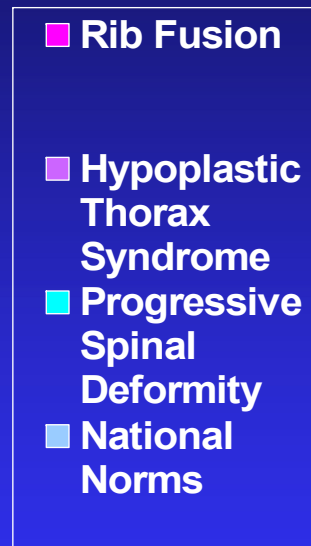 Rib Fusion
Hypoplastic
Thorax
Syndrome
Progressive
Spinal
Deformity
National
Norms